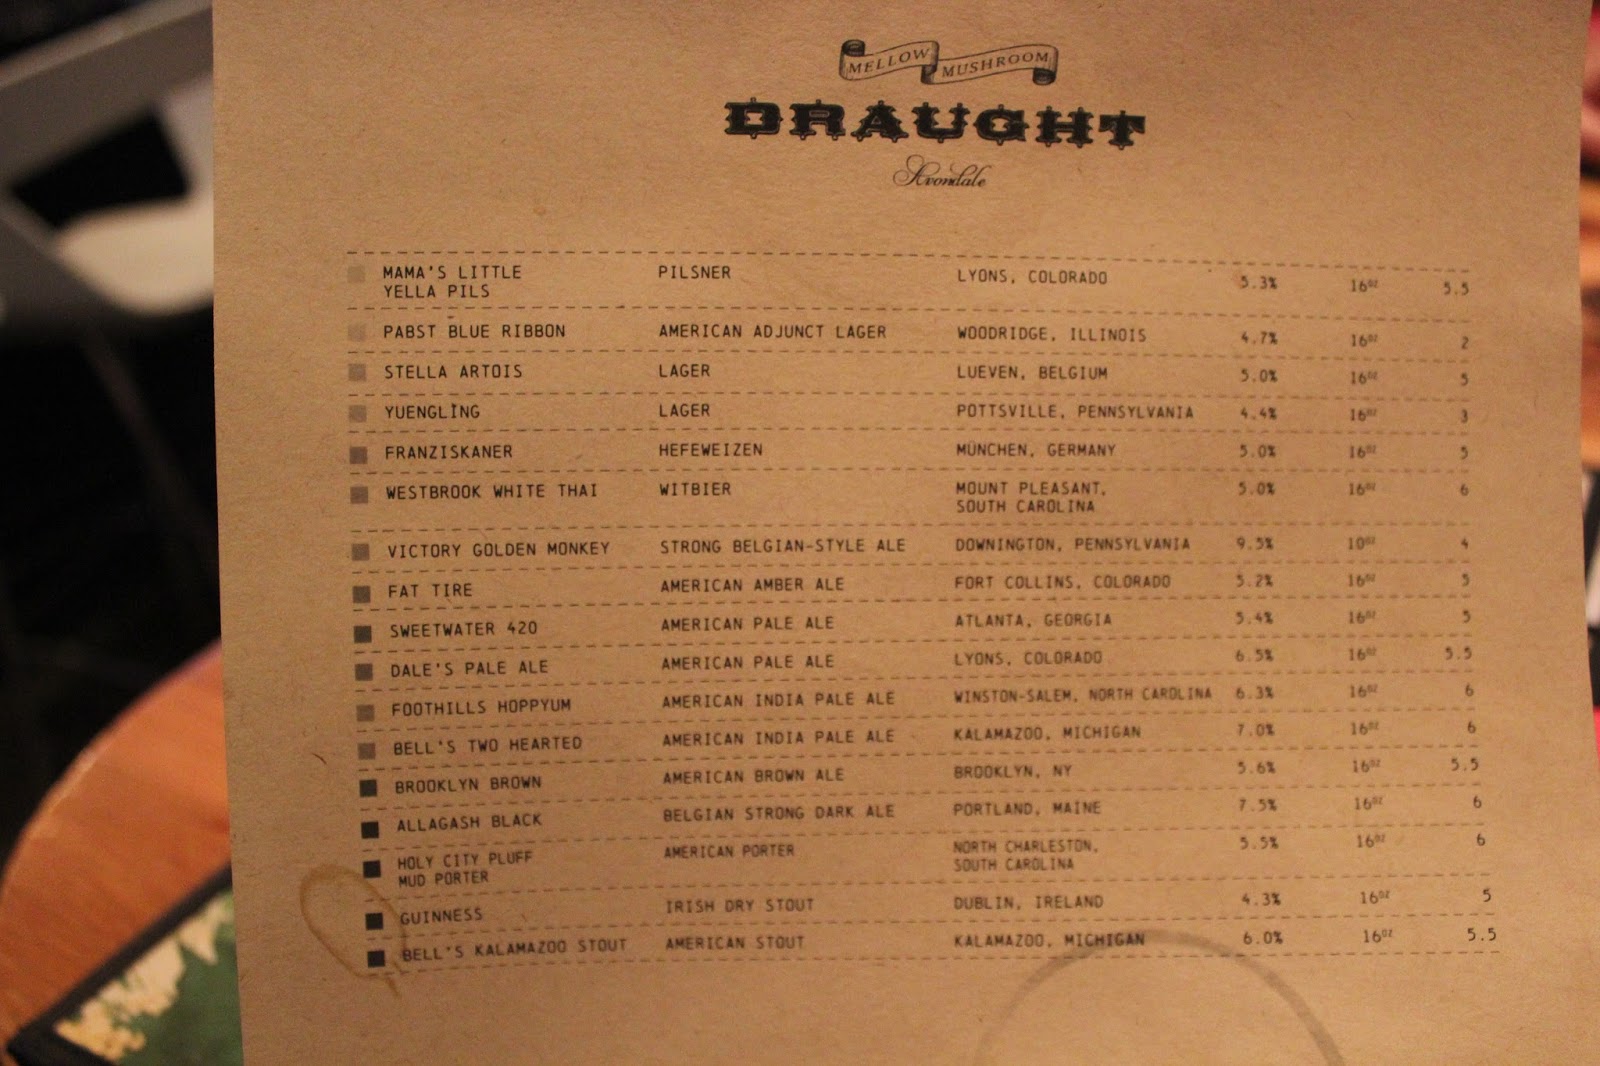 MELLOW MUSHROOM
DRAUGHT
Avondale
MAMA'S LITTLE YELLA PILS PILSNER LYONS, COLORADO 5.3% 16OZ 5.5
PABST BLUE RIBBON AMERICAN ADJUNCT LAGER WOODRIDGE, ILLINOIS 4.7% 16OZ 2
STELLA ARTOIS LAGER LUEVEN, BELGIUM 5.0% 16OZ 5
YUENGLING LAGER POTTSVILLE, PENNSYLVANIA 4.4% 16OZ 3
FRANZISKANER HEFEWEIZEN MÜNCHEN, GERMANY 5.0% 16OZ 5
WESTBROOK WHITE THAI WITBIER MOUNT PLEASANT, SOUTH CAROLINA 5.0% 16OZ 6
VICTORY GOLDEN MONKEY STRONG BELGIAN-STYLE ALE DOWNINGTON, PENNSYLVANIA 9.5% 10OZ 4
FAT TIRE AMERICAN AMBER ALE FORT COLLINS, COLORADO 5.2% 16OZ 5
SWEETWATER 420 AMERICAN PALE ALE ATLANTA, GEORGIA 5.4% 16OZ 5
DALE'S PALE ALE AMERICAN PALE ALE LYONS, COLORADO 6.5% 16OZ 5.5
FOOTHILLS HOPPYUM AMERICAN INDIA PALE ALE WINSTON-SALEM, NORTH CAROLINA 6.3% 16OZ 6
BELL'S TWO HEARTED AMERICAN INDIA PALE ALE KALAMAZOO, MICHIGAN 7.0% 16OZ 6
BROOKLYN BROWN AMERICAN BROWN ALE BROOKLYN, NY 5.6% 16OZ 5.5
ALLAGASH BLACK BELGIAN STRONG DARK ALE PORTLAND, MAINE 7.5% 16OZ 6
HOLY CITY PLUFF MUD PORTER AMERICAN PORTER NORTH CHARLESTON, SOUTH CAROLINA 5.5% 16OZ 6
GUINNESS IRISH DRY STOUT DUBLIN, IRELAND 4.3% 16OZ 5
BELL'S KALAMAZOO STOUT AMERICAN STOUT KALAMAZOO, MICHIGAN 6.0% 16OZ 5.5